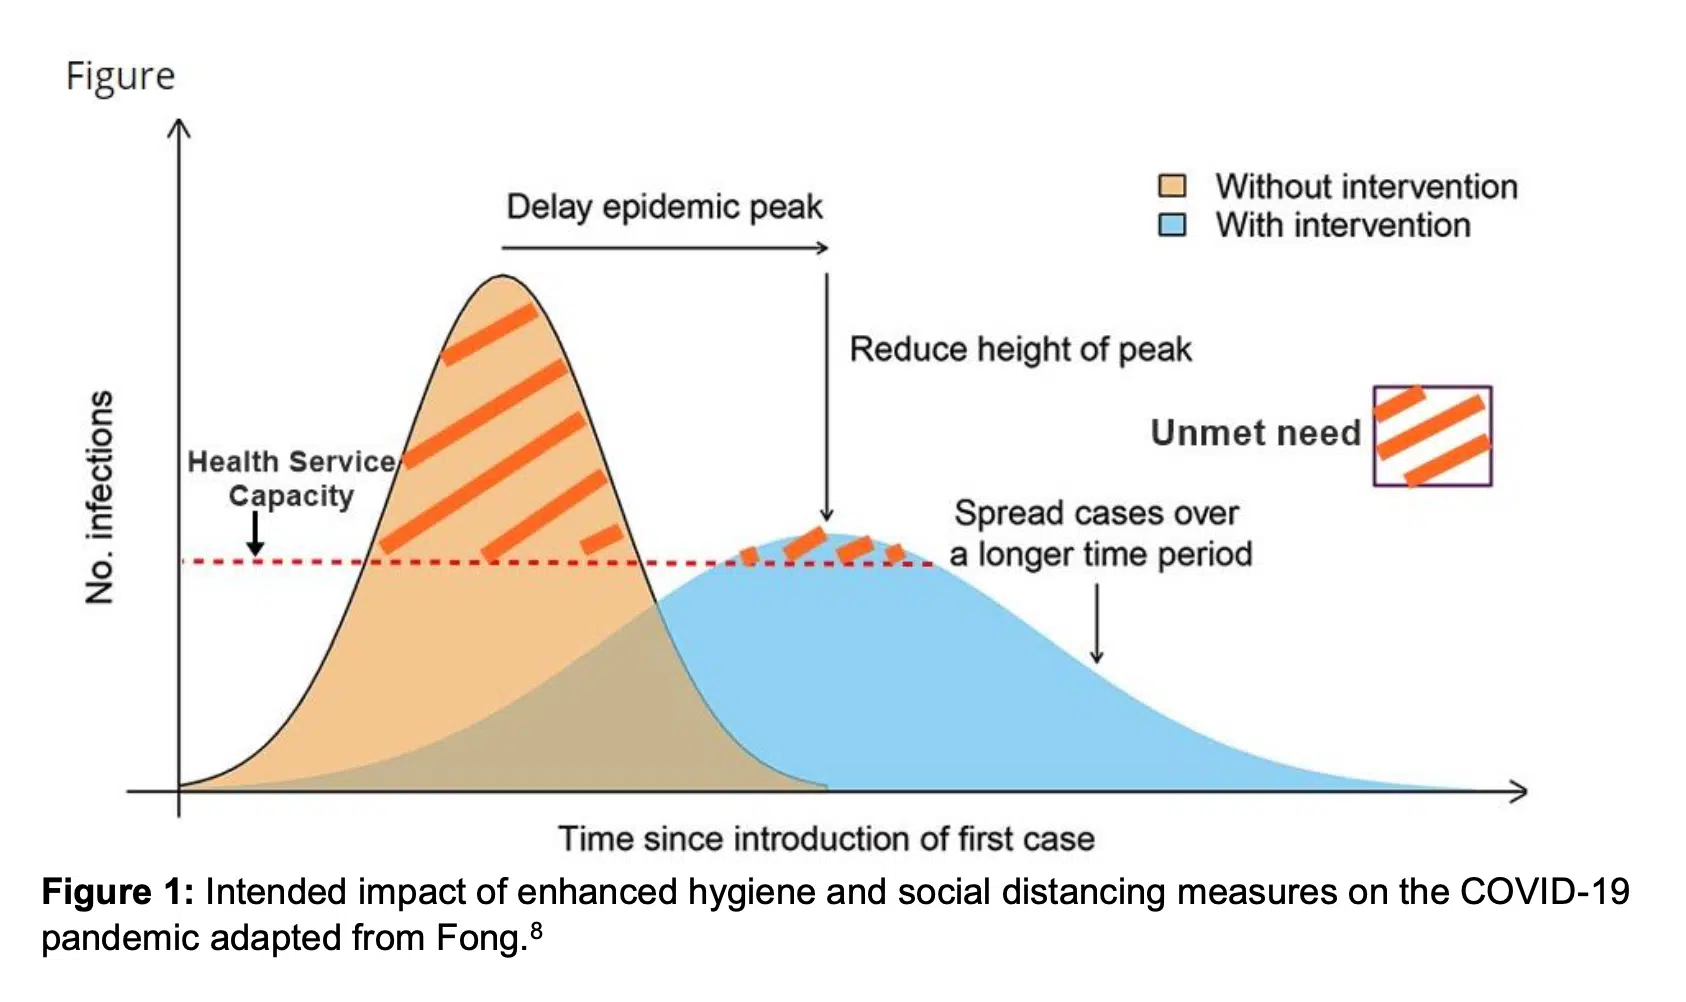 Figure
Delay epidemic peak
Without intervention
With intervention
Reduce height of peak
Unmet need
Health Service
Capacity
Spread cases over
a longer time period
No. infections
Time since introduction of first case
Figure 1: Intended impact of enhanced hygiene and social distancing measures on the COVID-19
pandemic adapted from Fong.⁸